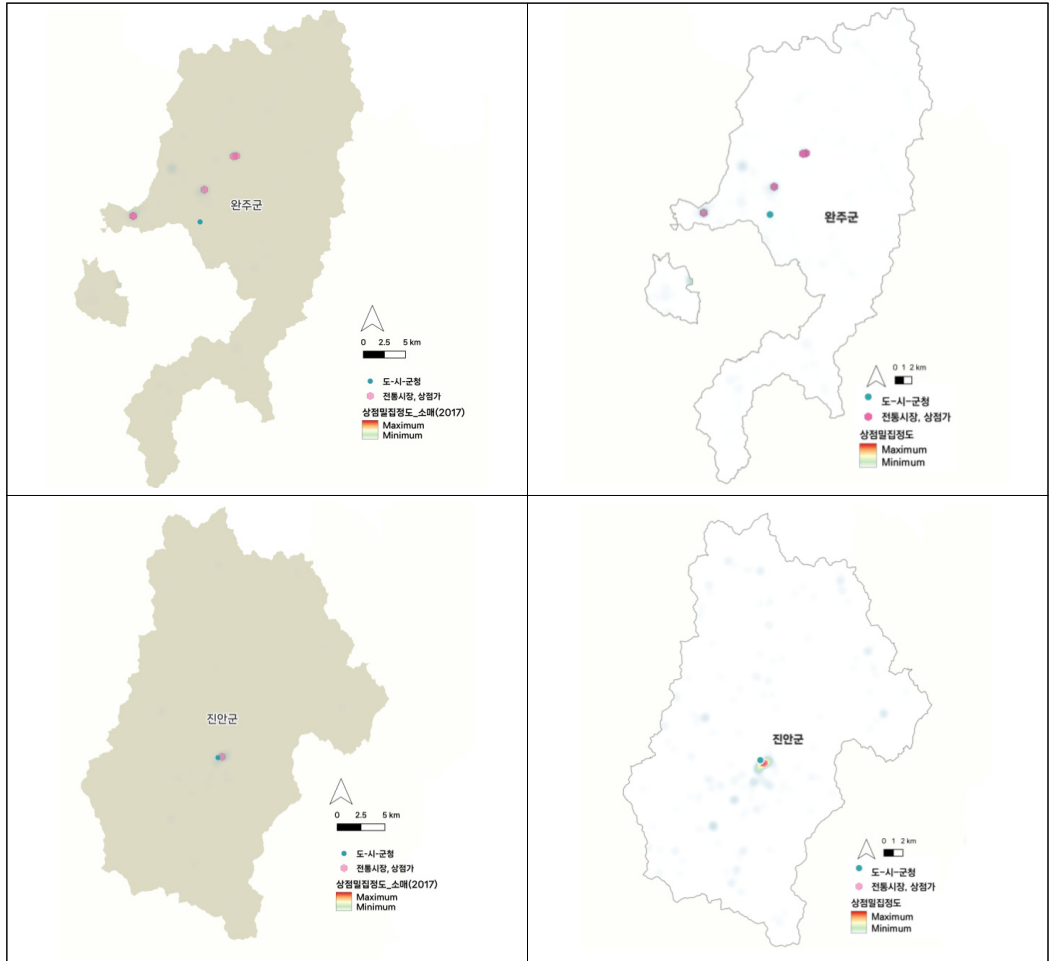 완주군
0 2.5 5 km
도-시-군청
전통시장, 상점가
상점밀집정도_소매(2017)
Maximum
Minimum
완주군
0 1 2 km
도-시-군청
전통시장, 상점가
상점밀집정도
Maximum
Minimum
진안군
0 2.5 5 km
도-시-군청
전통시장, 상점가
상점밀집정도_소매(2017)
Maximum
Minimum
진안군
0 1 2 km
도-시-군청
전통시장, 상점가
상점밀집정도
Maximum
Minimum